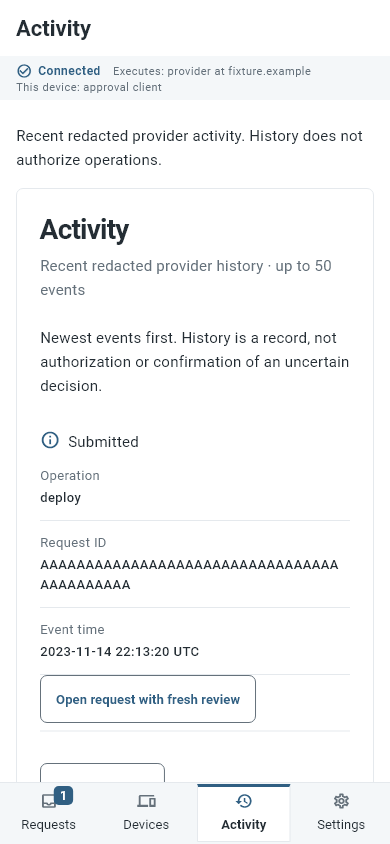 Activity
Connected Executes: provider at fixture.example
This device: approval client
Recent redacted provider activity. History does not
authorize operations.
Activity
Recent redacted provider history · up to 50
events
Newest events first. History is a record, not
authorization or confirmation of an uncertain
decision.
Submitted
Operation
deploy
Request ID
AAAAAAAAAAAAAAAAAAAAAAAAAAAAAAAAA
AAAAAAAAAA
Event time
2023-11-14 22:13:20 UTC
Open request with fresh review
1
Requests Devices Activity Settings